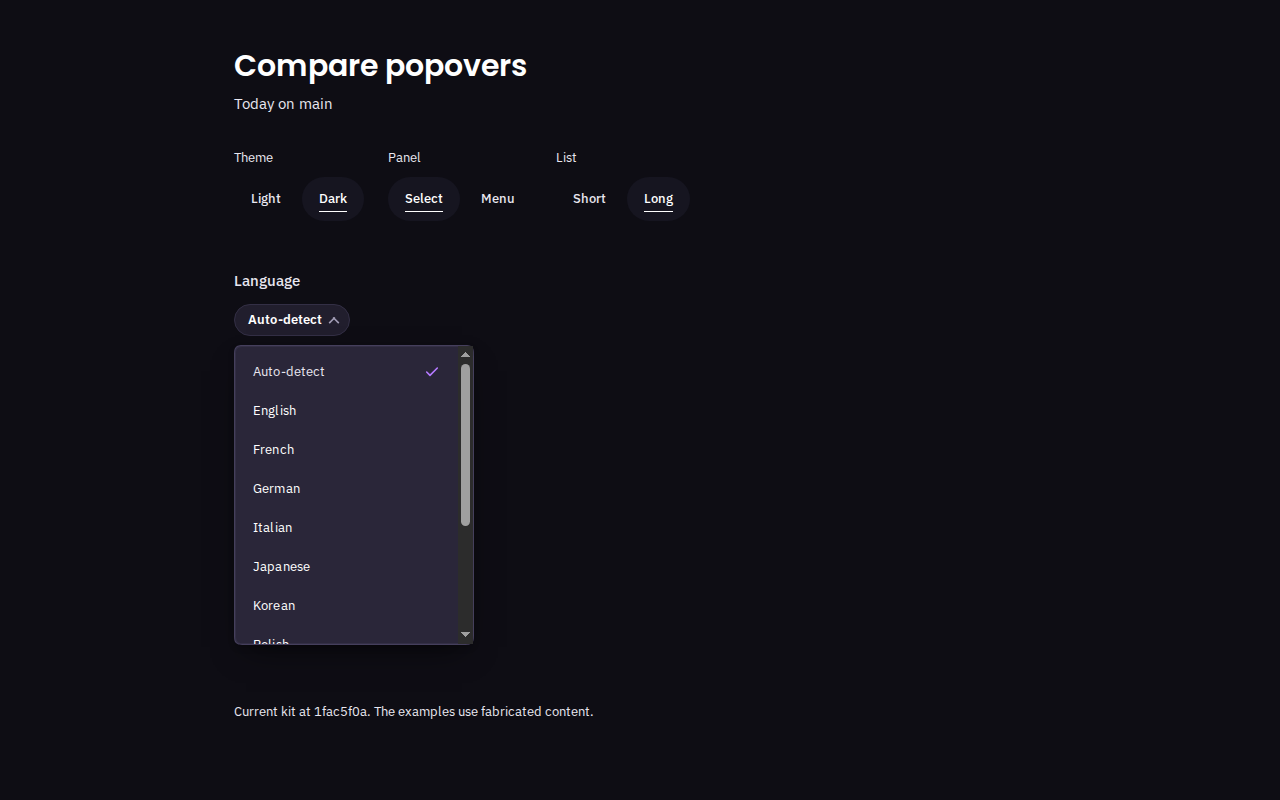 Compare popovers
Today on main
Theme Panel List
Light Dark Select Menu Short Long
Language
Auto-detect
Auto-detect
English
French
German
Italian
Japanese
Korean
Polish
Current kit at 1fac5f0a. The examples use fabricated content.